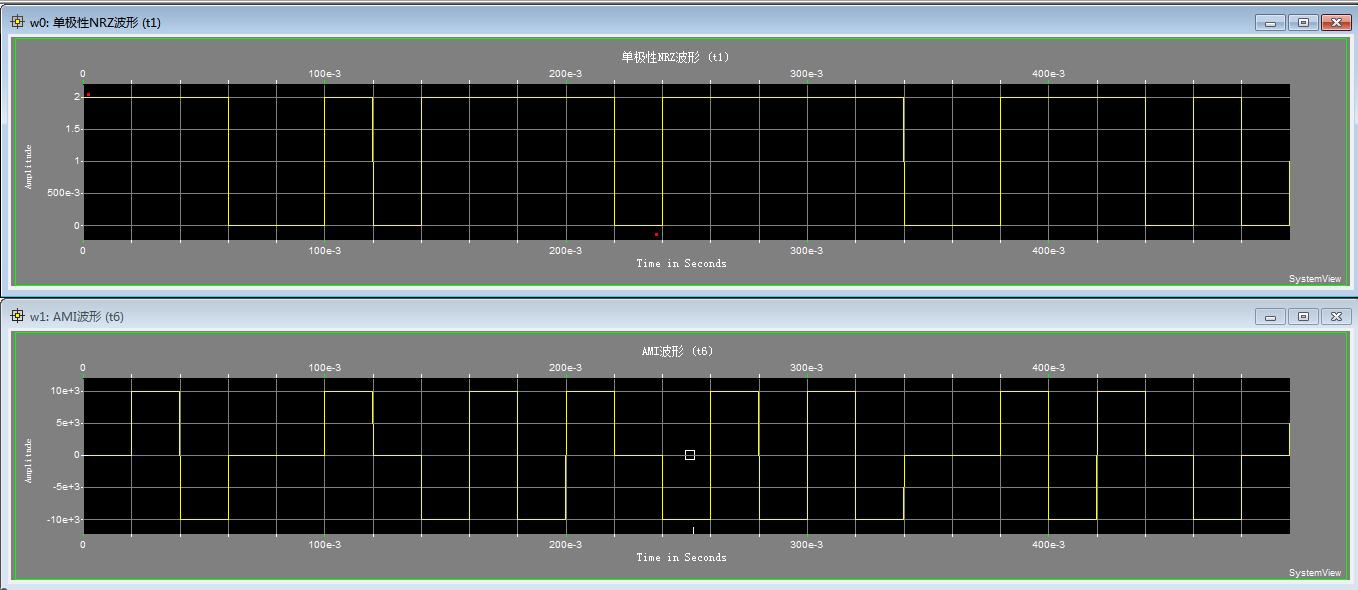 w0: 单极性NRZ波形 (t1)
单极性NRZ波形 (t1)
0 100e-3 200e-3 300e-3 400e-3
2
1.5
1
500e-3
0
Amplitude
0 100e-3 200e-3 300e-3 400e-3
Time in Seconds
SystemView
w1: AMI波形 (t6)
AMI波形 (t6)
0 100e-3 200e-3 300e-3 400e-3
10e+3
5e+3
0
-5e+3
-10e+3
Amplitude
0 100e-3 200e-3 300e-3 400e-3
Time in Seconds
SystemView